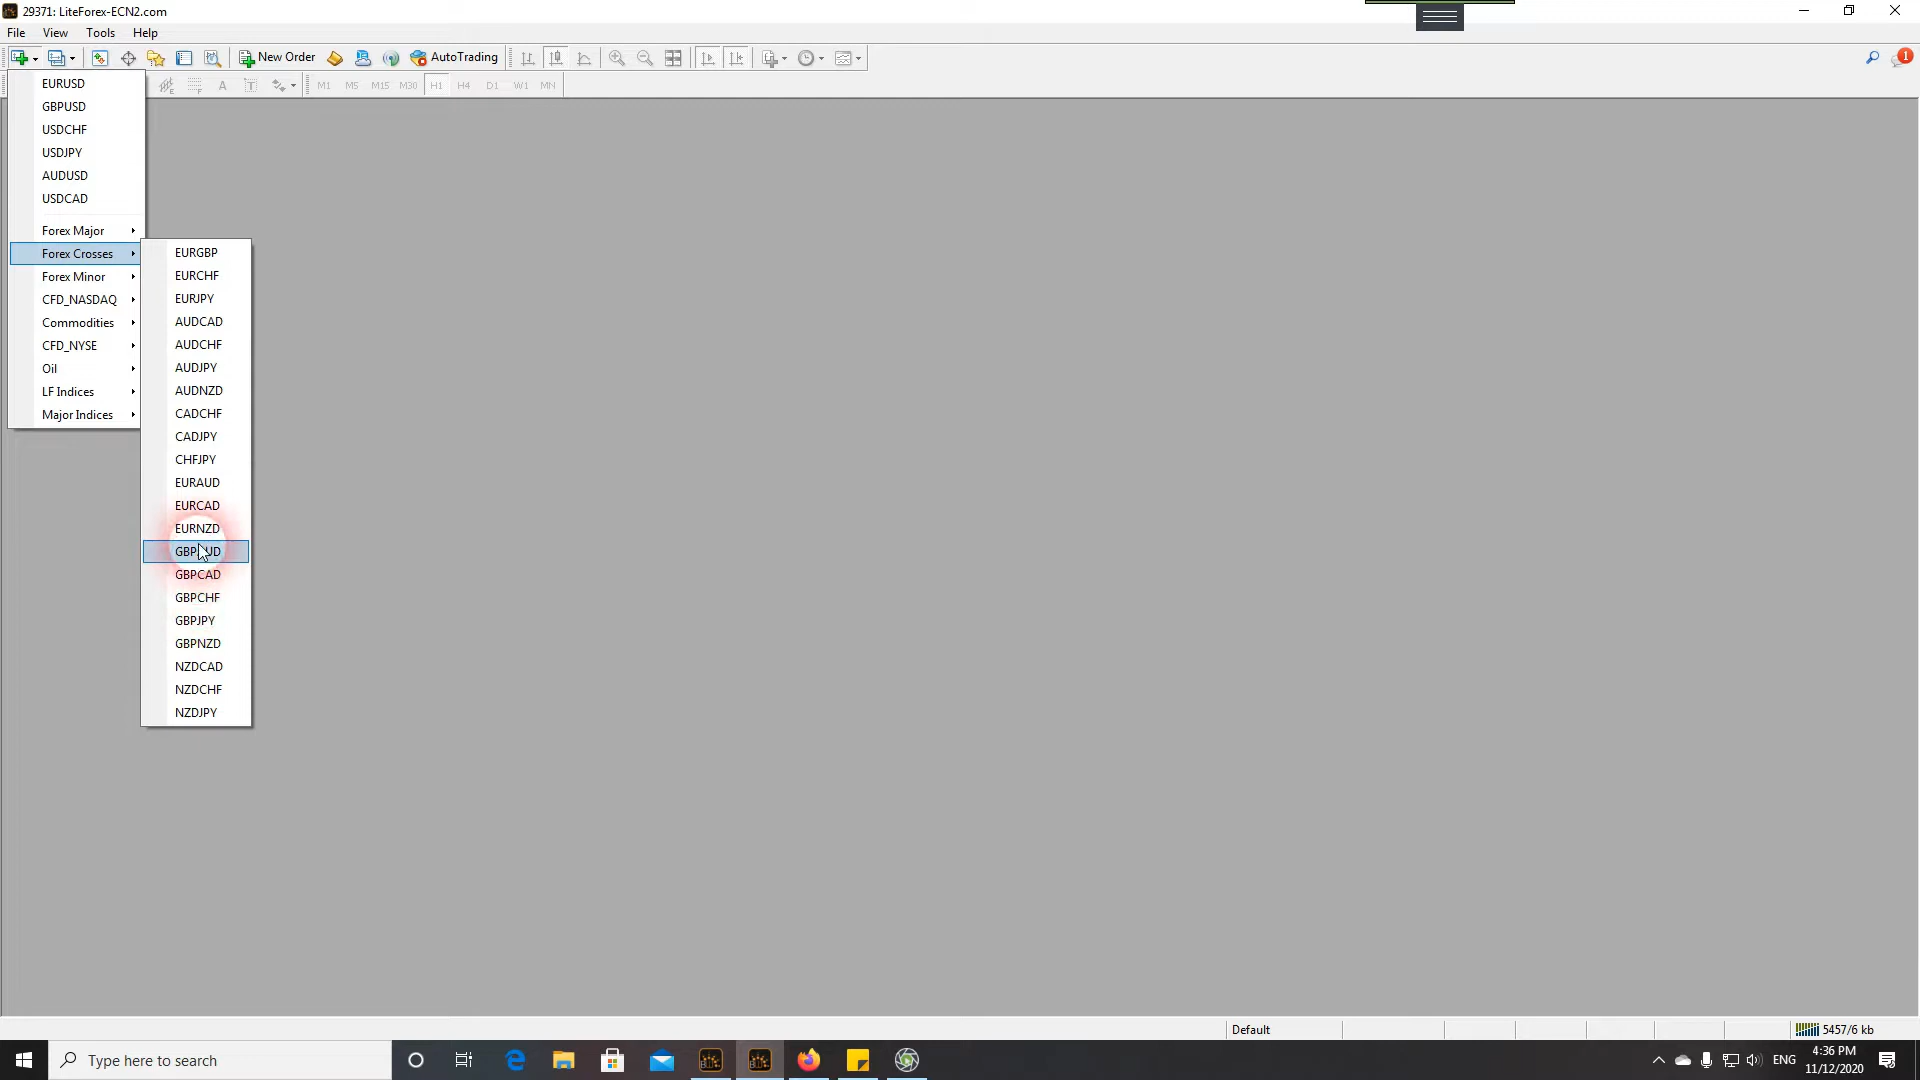 29371: LiteForex-ECN2.com
File View Tools Help
New Order AutoTrading 1
A T M1 M5 M15 M30 H1 H4 D1 W1 MN
EURUSD
GBPUSD
USDCHF
USDJPY
AUDUSD
USDCAD
Forex Major
Forex Crosses
Forex Minor
CFD_NASDAQ
Commodities
CFD_NYSE
Oil
LF Indices
Major Indices
EURGBP
EURCHF
EURJPY
AUDCAD
AUDCHF
AUDJPY
AUDNZD
CADCHF
CADJPY
CHFJPY
EURAUD
EURCAD
EURNZD
GBPAUD
GBPCAD
GBPCHF
GBPJPY
GBPNZD
NZDCAD
NZDCHF
NZDJPY
Default 5457/6 kb
Type here to search ENG 4:36 PM
11/12/2020